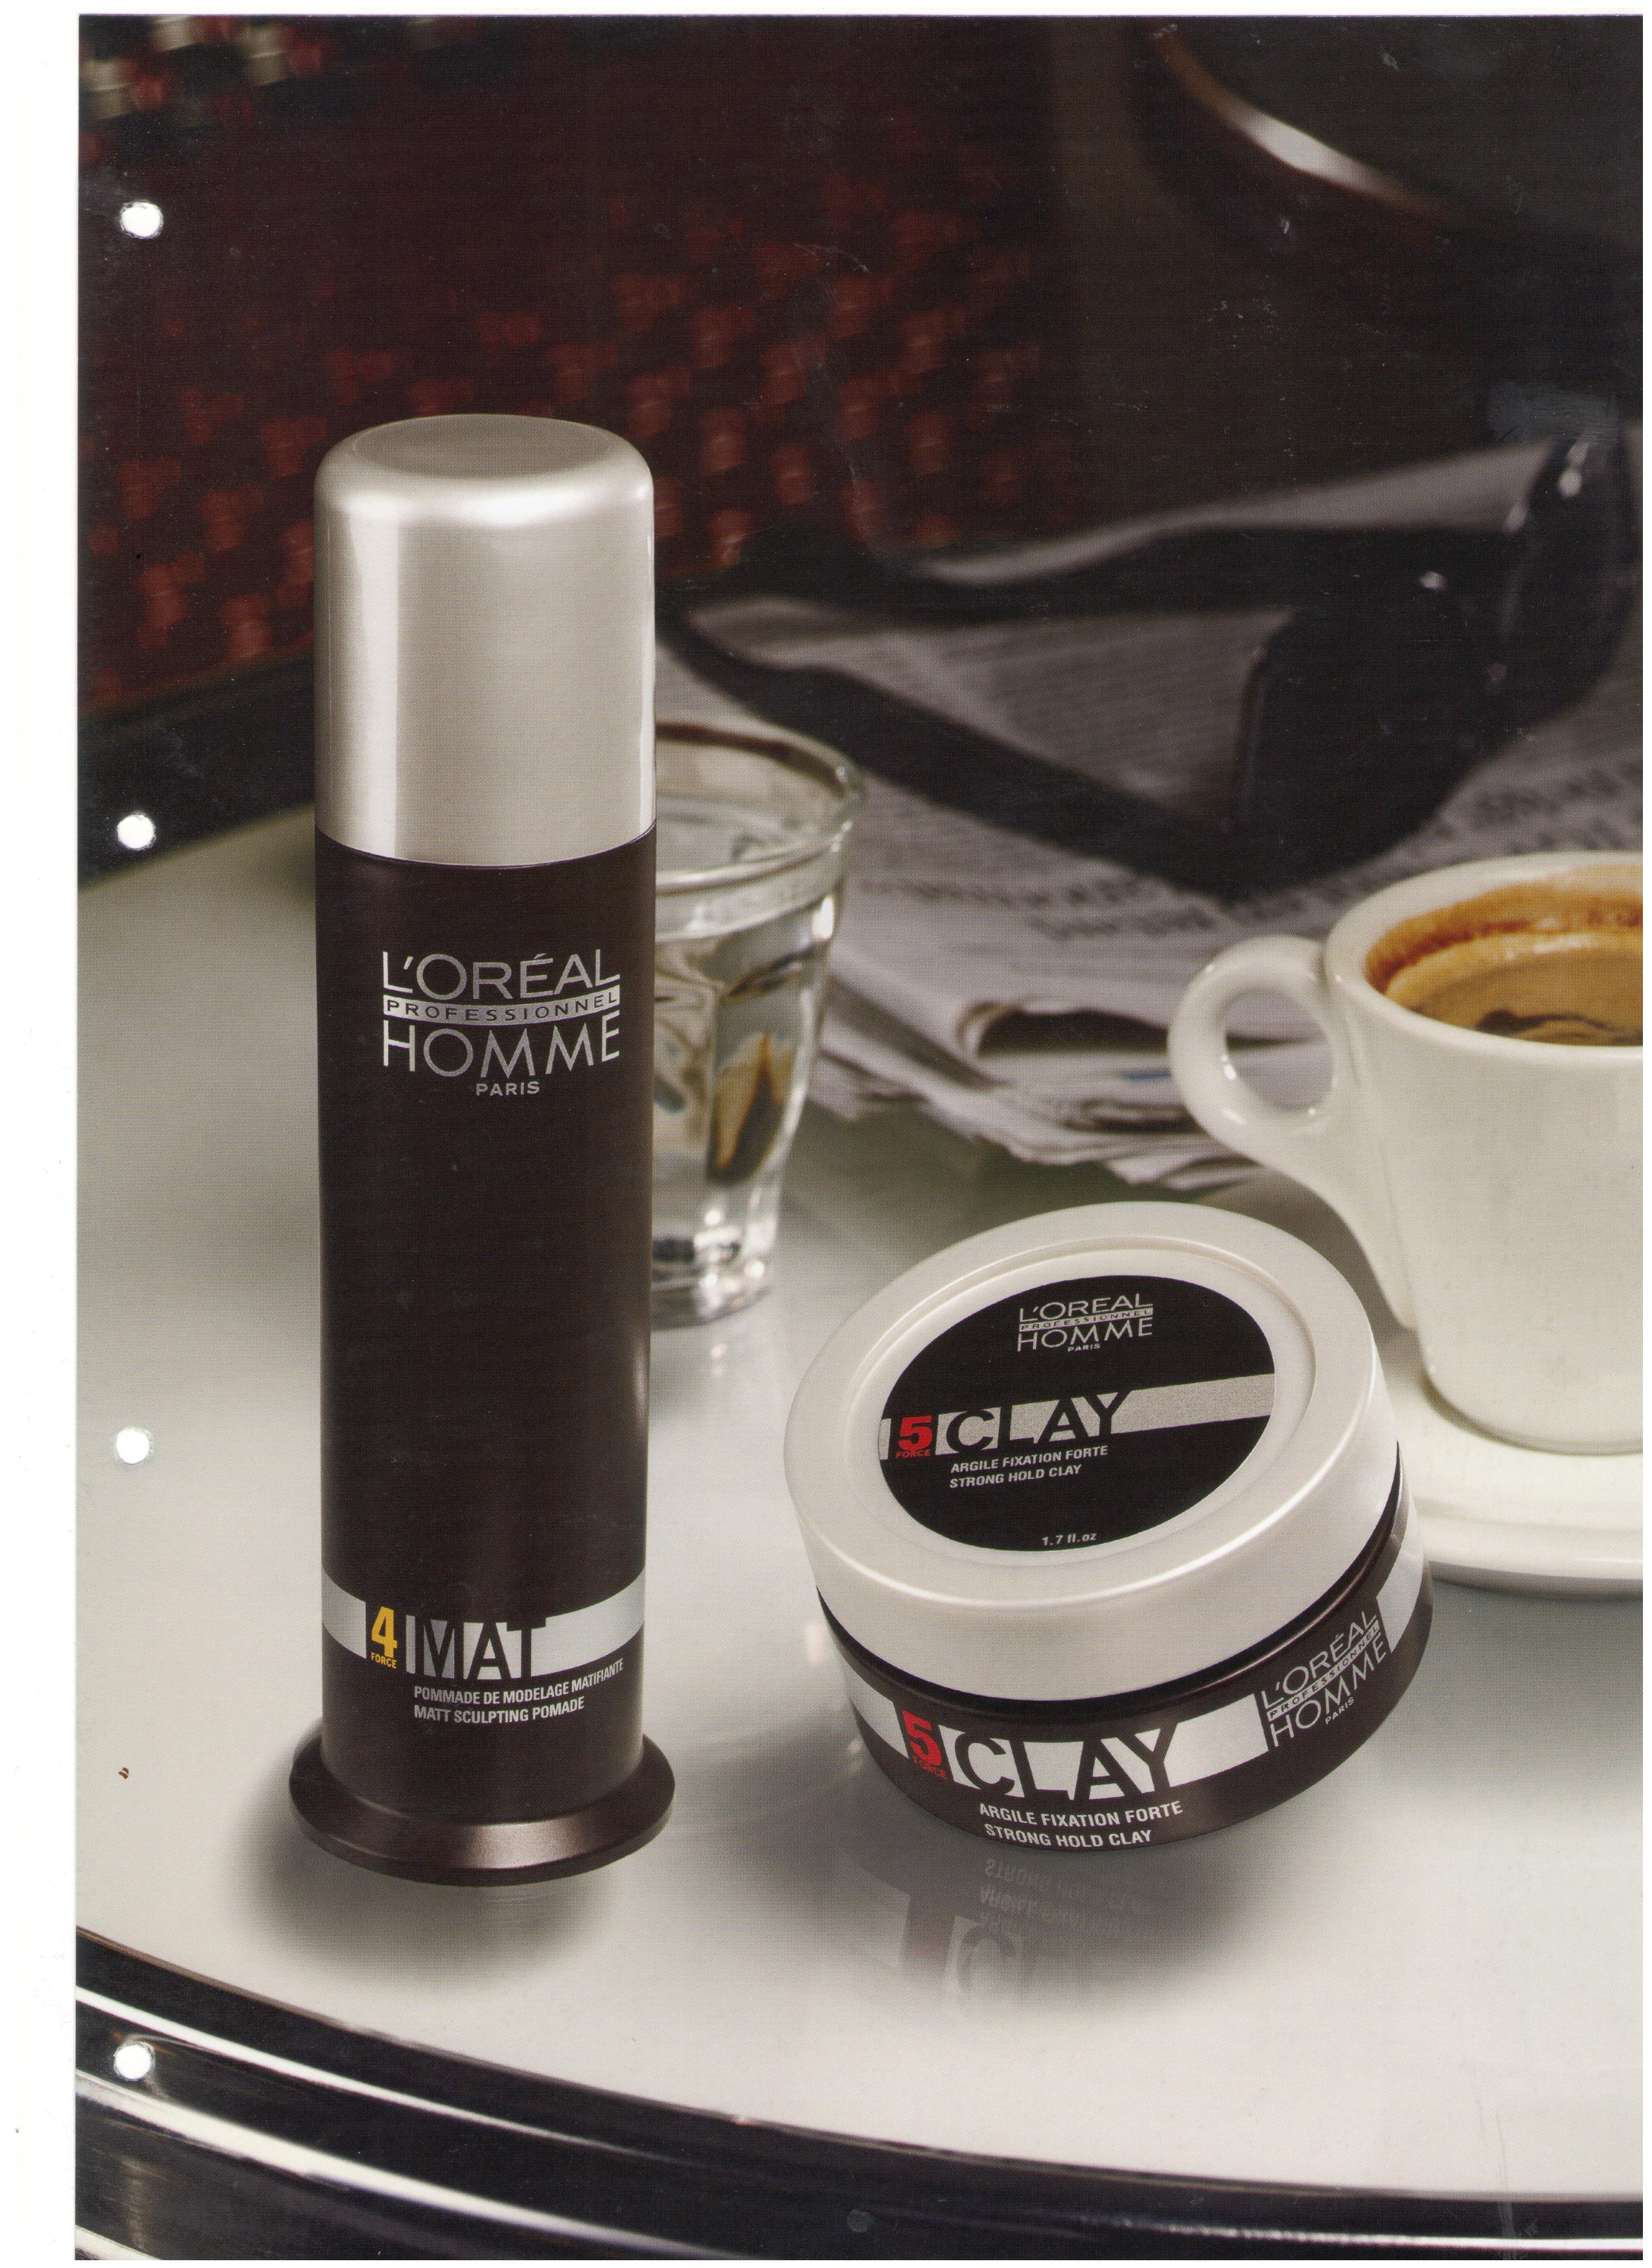 L'ORÉAL
PROFESSIONNEL
HOMME
PARIS
4 MAT
FORCE
POMMADE DE MODELAGE MATIFIANTE
MATT SCULPTING POMADE
L'ORÉAL
PROFESSIONNEL
HOMME
PARIS
5 CLAY
FORCE
ARGILE FIXATION FORTE
STRONG HOLD CLAY
1.7 fl.oz
L'ORÉAL
PROFESSIONNEL
HOMME
PARIS
5 CLAY
FORCE
ARGILE FIXATION FORTE
STRONG HOLD CLAY